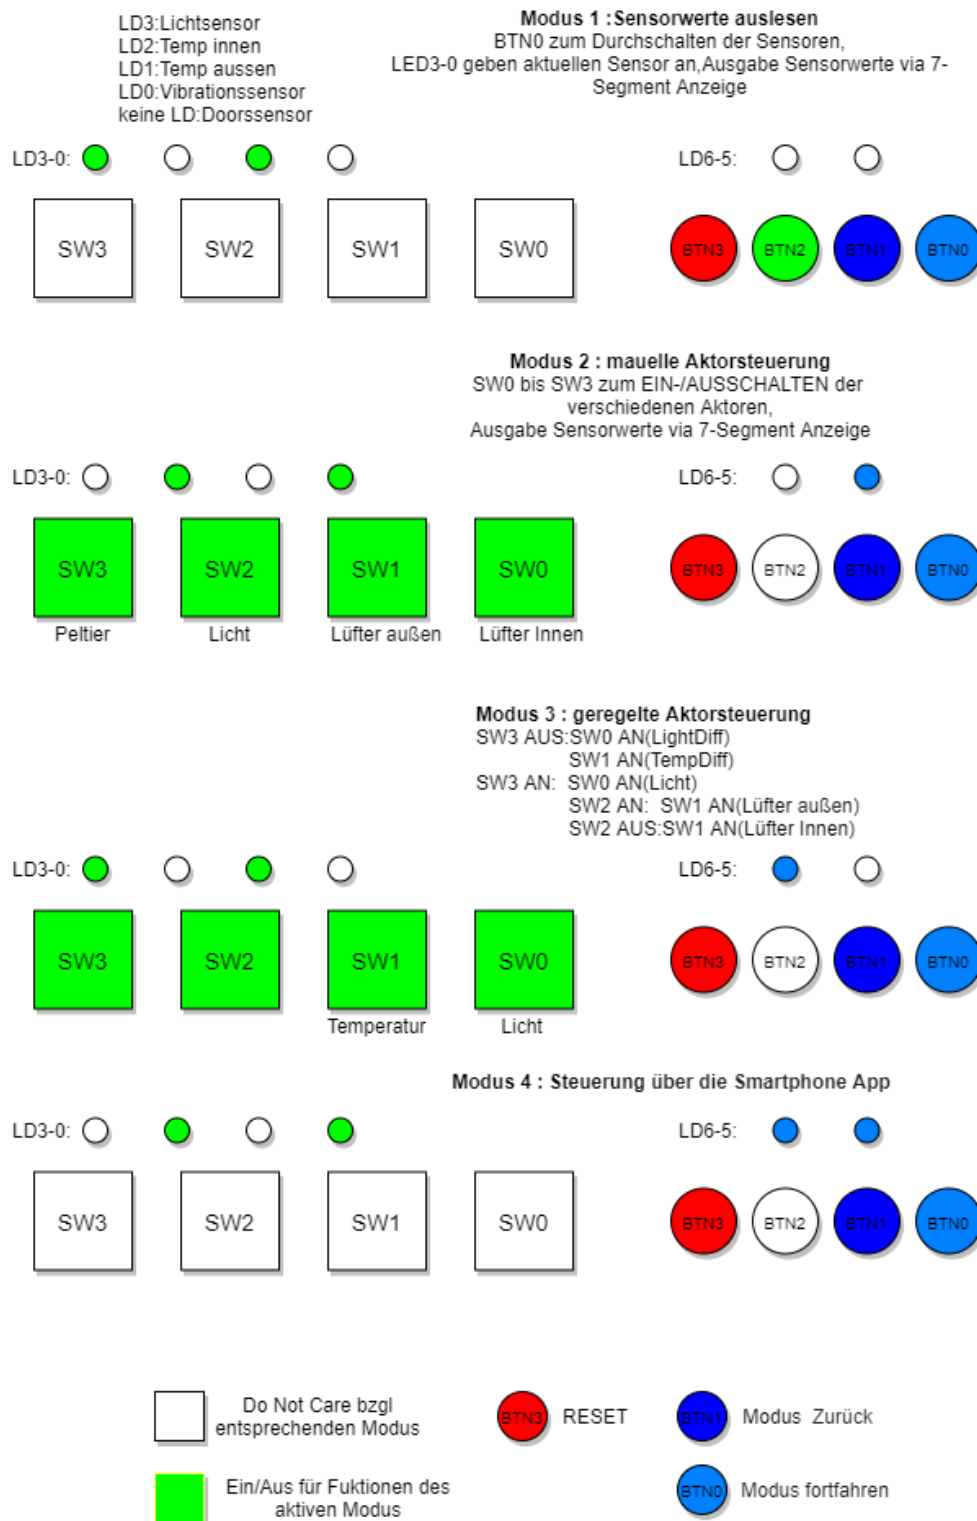 LD3:Lichtsensor
LD2:Temp innen
LD1:Temp aussen
LD0:Vibrationssensor
keine LD:Doorssensor
Modus 1 :Sensorwerte auslesen
BTN0 zum Durchschalten der Sensoren,
LED3-0 geben aktuellen Sensor an,Ausgabe Sensorwerte via 7-
Segment Anzeige
LD3-0:
LD6-5:
SW3 SW2 SW1 SW0
BTN3 BTN2 BTN1 BTN0
Modus 2 : mauelle Aktorsteuerung
SW0 bis SW3 zum EIN-/AUSSCHALTEN der
verschiedenen Aktoren,
Ausgabe Sensorwerte via 7-Segment Anzeige
LD3-0:
LD6-5:
SW3 SW2 SW1 SW0
BTN3 BTN2 BTN1 BTN0
Peltier Licht Lüfter außen Lüfter Innen
Modus 3 : geregelte Aktorsteuerung
SW3 AUS:SW0 AN(LightDiff)
SW1 AN(TempDiff)
SW3 AN: SW0 AN(Licht)
SW2 AN: SW1 AN(Lüfter außen)
SW2 AUS:SW1 AN(Lüfter Innen)
LD3-0:
LD6-5:
SW3 SW2 SW1 SW0
BTN3 BTN2 BTN1 BTN0
Temperatur Licht
Modus 4 : Steuerung über die Smartphone App
LD3-0:
LD6-5:
SW3 SW2 SW1 SW0
BTN3 BTN2 BTN1 BTN0
Do Not Care bzgl
entsprechenden Modus
BTN3 RESET
BTN1 Modus Zurück
Ein/Aus für Fuktionen des
aktiven Modus
BTN0 Modus fortfahren